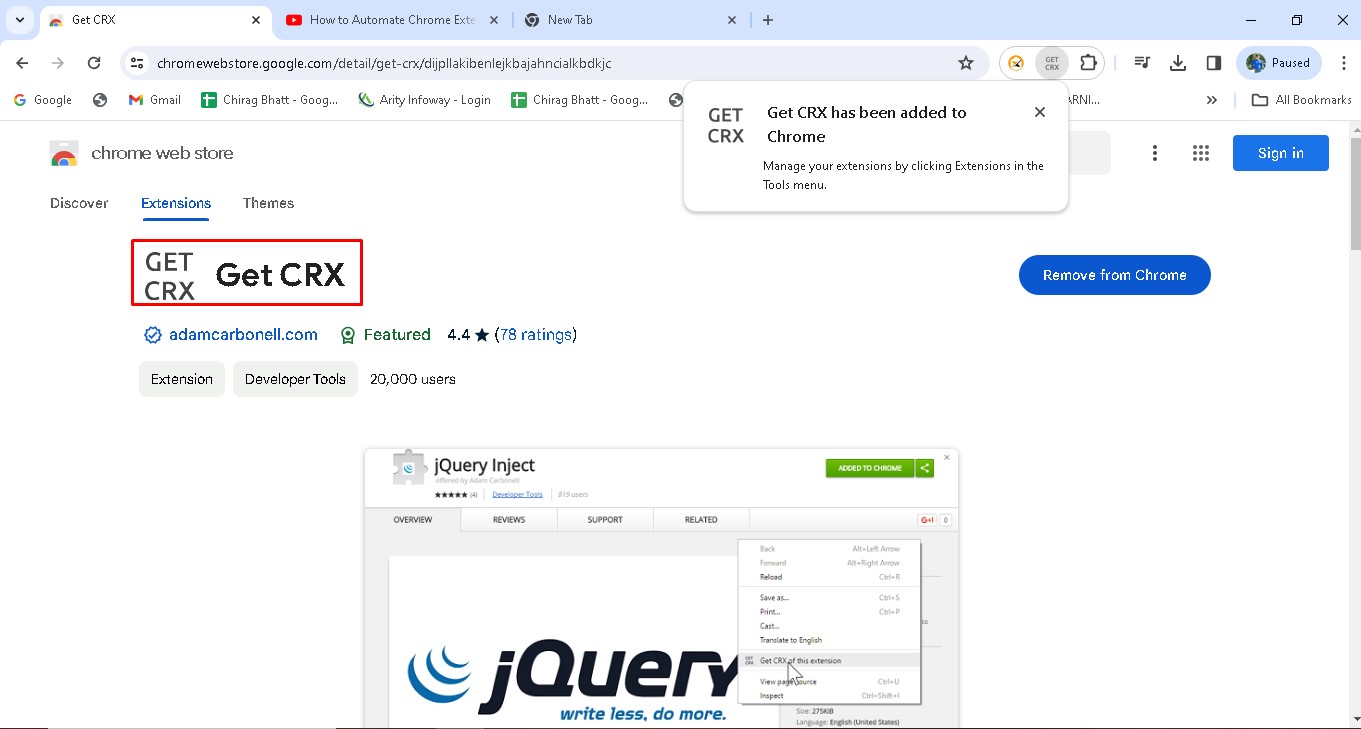 Get CRX
How to Automate Chrome Exte
New Tab
chromewebstore.google.com/detail/get-crx/dijpllakibenlejkbajahncialkbdkjc
GET
CRX
Paused
Google
Gmail
Chirag Bhatt - Goog...
Arity Infoway - Login
Chirag Bhatt - Goog...
ARNI...
All Bookmarks
GET
CRX
Get CRX has been added to
Chrome
Manage your extensions by clicking Extensions in the
Tools menu.
chrome web store
Sign in
Discover
Extensions
Themes
GET
CRX
Get CRX
Remove from Chrome
adamcarbonell.com
Featured
4.4 ★ (78 ratings)
Extension
Developer Tools
20,000 users
jQuery Inject
offered by Adam Carbonell
★★★★★ (4)
Developer Tools
819 users
ADDED TO CHROME
OVERVIEW
REVIEWS
SUPPORT
RELATED
G+1
0
Back Alt+Left Arrow
Forward Alt+Right Arrow
Reload Ctrl+R
Save as... Ctrl+S
Print... Ctrl+P
Cast...
Translate to English
GET
CRX
Get CRX of this extension
View page source Ctrl+U
Inspect Ctrl+Shift+I
jQuery
write less, do more.
Size: 275KiB
Language: English (United States)